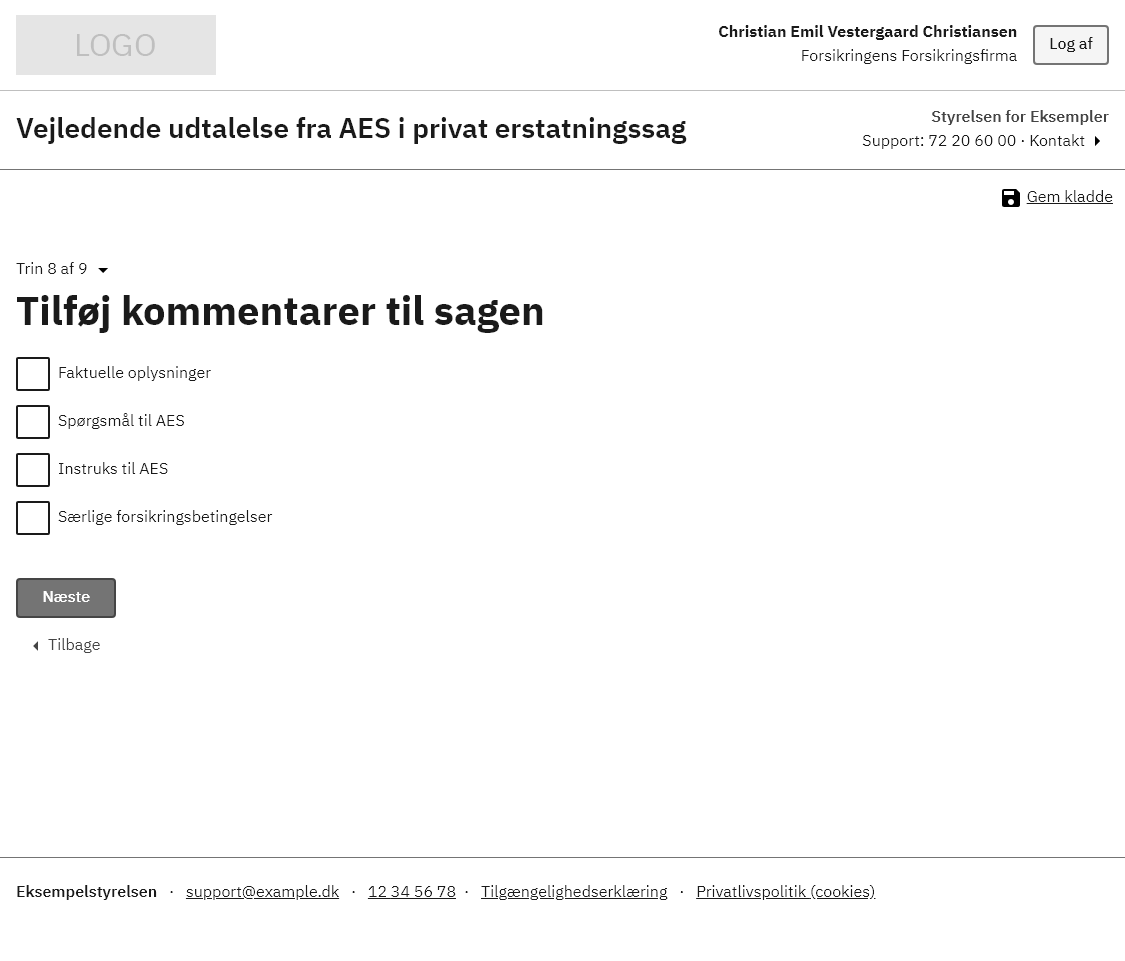 LOGO
Christian Emil Vestergaard Christiansen
Forsikringens Forsikringsfirma
Log af
Vejledende udtalelse fra AES i privat erstatningssag
Styrelsen for Eksempler
Support: 72 20 60 00 · Kontakt
Gem kladde
Trin 8 af 9
Tilføj kommentarer til sagen
Faktuelle oplysninger
Spørgsmål til AES
Instruks til AES
Særlige forsikringsbetingelser
Næste
Tilbage
Eksempelstyrelsen · support@example.dk · 12 34 56 78 · Tilgængelighedserklæring · Privatlivspolitik (cookies)